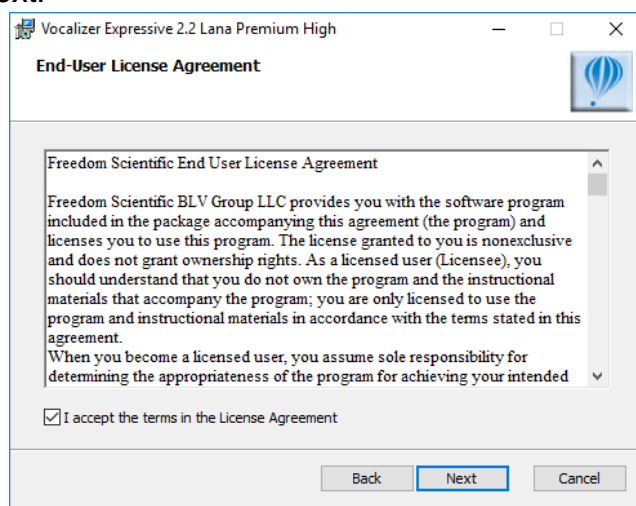 Vocalizer Expressive 2.2 Lana Premium High
End-User License Agreement
Freedom Scientific End User License Agreement
Freedom Scientific BLV Group LLC provides you with the software program
included in the package accompanying this agreement (the program) and
licenses you to use this program. The license granted to you is nonexclusive
and does not grant ownership rights. As a licensed user (Licensee), you
should understand that you do not own the program and the instructional
materials that accompany the program; you are only licensed to use the
program and instructional materials in accordance with the terms stated in this
agreement.
When you become a licensed user, you assume sole responsibility for
determining the appropriateness of the program for achieving your intended
I accept the terms in the License Agreement
Back Next Cancel